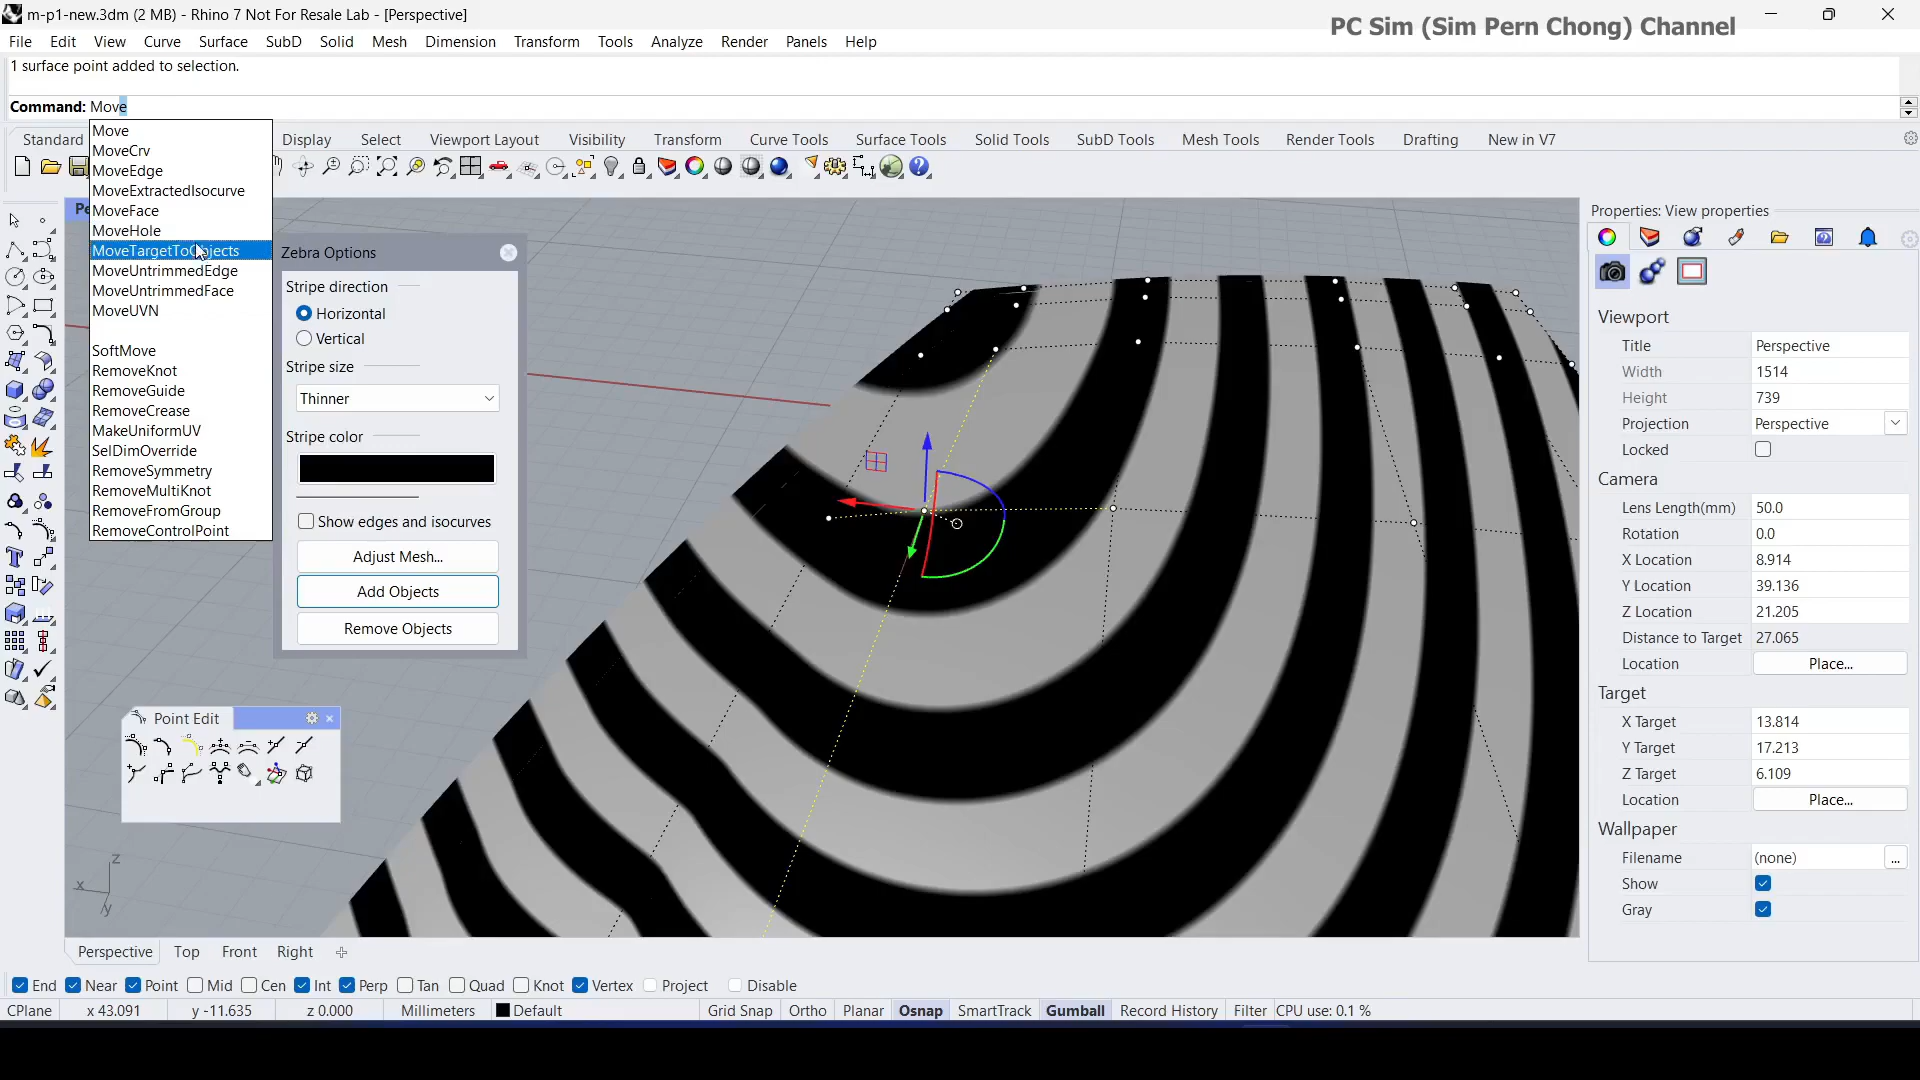 m-p1-new.3dm (2 MB) - Rhino 7 Not For Resale Lab - [Perspective]
PC Sim (Sim Pern Chong) Channel
File Edit View Curve Surface SubD Solid Mesh Dimension Transform Tools Analyze Render Panels Help
1 surface point added to selection.
Command: Move
Standard Display Select Viewport Layout Visibility Transform Curve Tools Surface Tools Solid Tools SubD Tools Mesh Tools Render Tools Drafting New in V7
Move
MoveCrv
MoveEdge
MoveExtractedIsocurve
MoveFace
MoveHole
MoveTargetToObjects
MoveUntrimmedEdge
MoveUntrimmedFace
MoveUVN
SoftMove
RemoveKnot
RemoveGuide
RemoveCrease
MakeUniformUV
SelDimOverride
RemoveSymmetry
RemoveMultiKnot
RemoveFromGroup
RemoveControlPoint
Zebra Options
Stripe direction
Horizontal
Vertical
Stripe size
Thinner
Stripe color
Show edges and isocurves
Adjust Mesh...
Add Objects
Remove Objects
Point Edit
z
x
y
Properties: View properties
Viewport
Title Perspective
Width 1514
Height 739
Projection Perspective
Locked
Camera
Lens Length(mm) 50.0
Rotation 0.0
X Location 8.914
Y Location 39.136
Z Location 21.205
Distance to Target 27.065
Location Place...
Target
X Target 13.814
Y Target 17.213
Z Target 6.109
Location Place...
Wallpaper
Filename (none) ...
Show
Gray
Perspective Top Front Right
End Near Point Mid Cen Int Perp Tan Quad Knot Vertex Project Disable
CPlane x 43.091 y -11.635 z 0.000 Millimeters Default Grid Snap Ortho Planar Osnap SmartTrack Gumball Record History Filter CPU use: 0.1 %